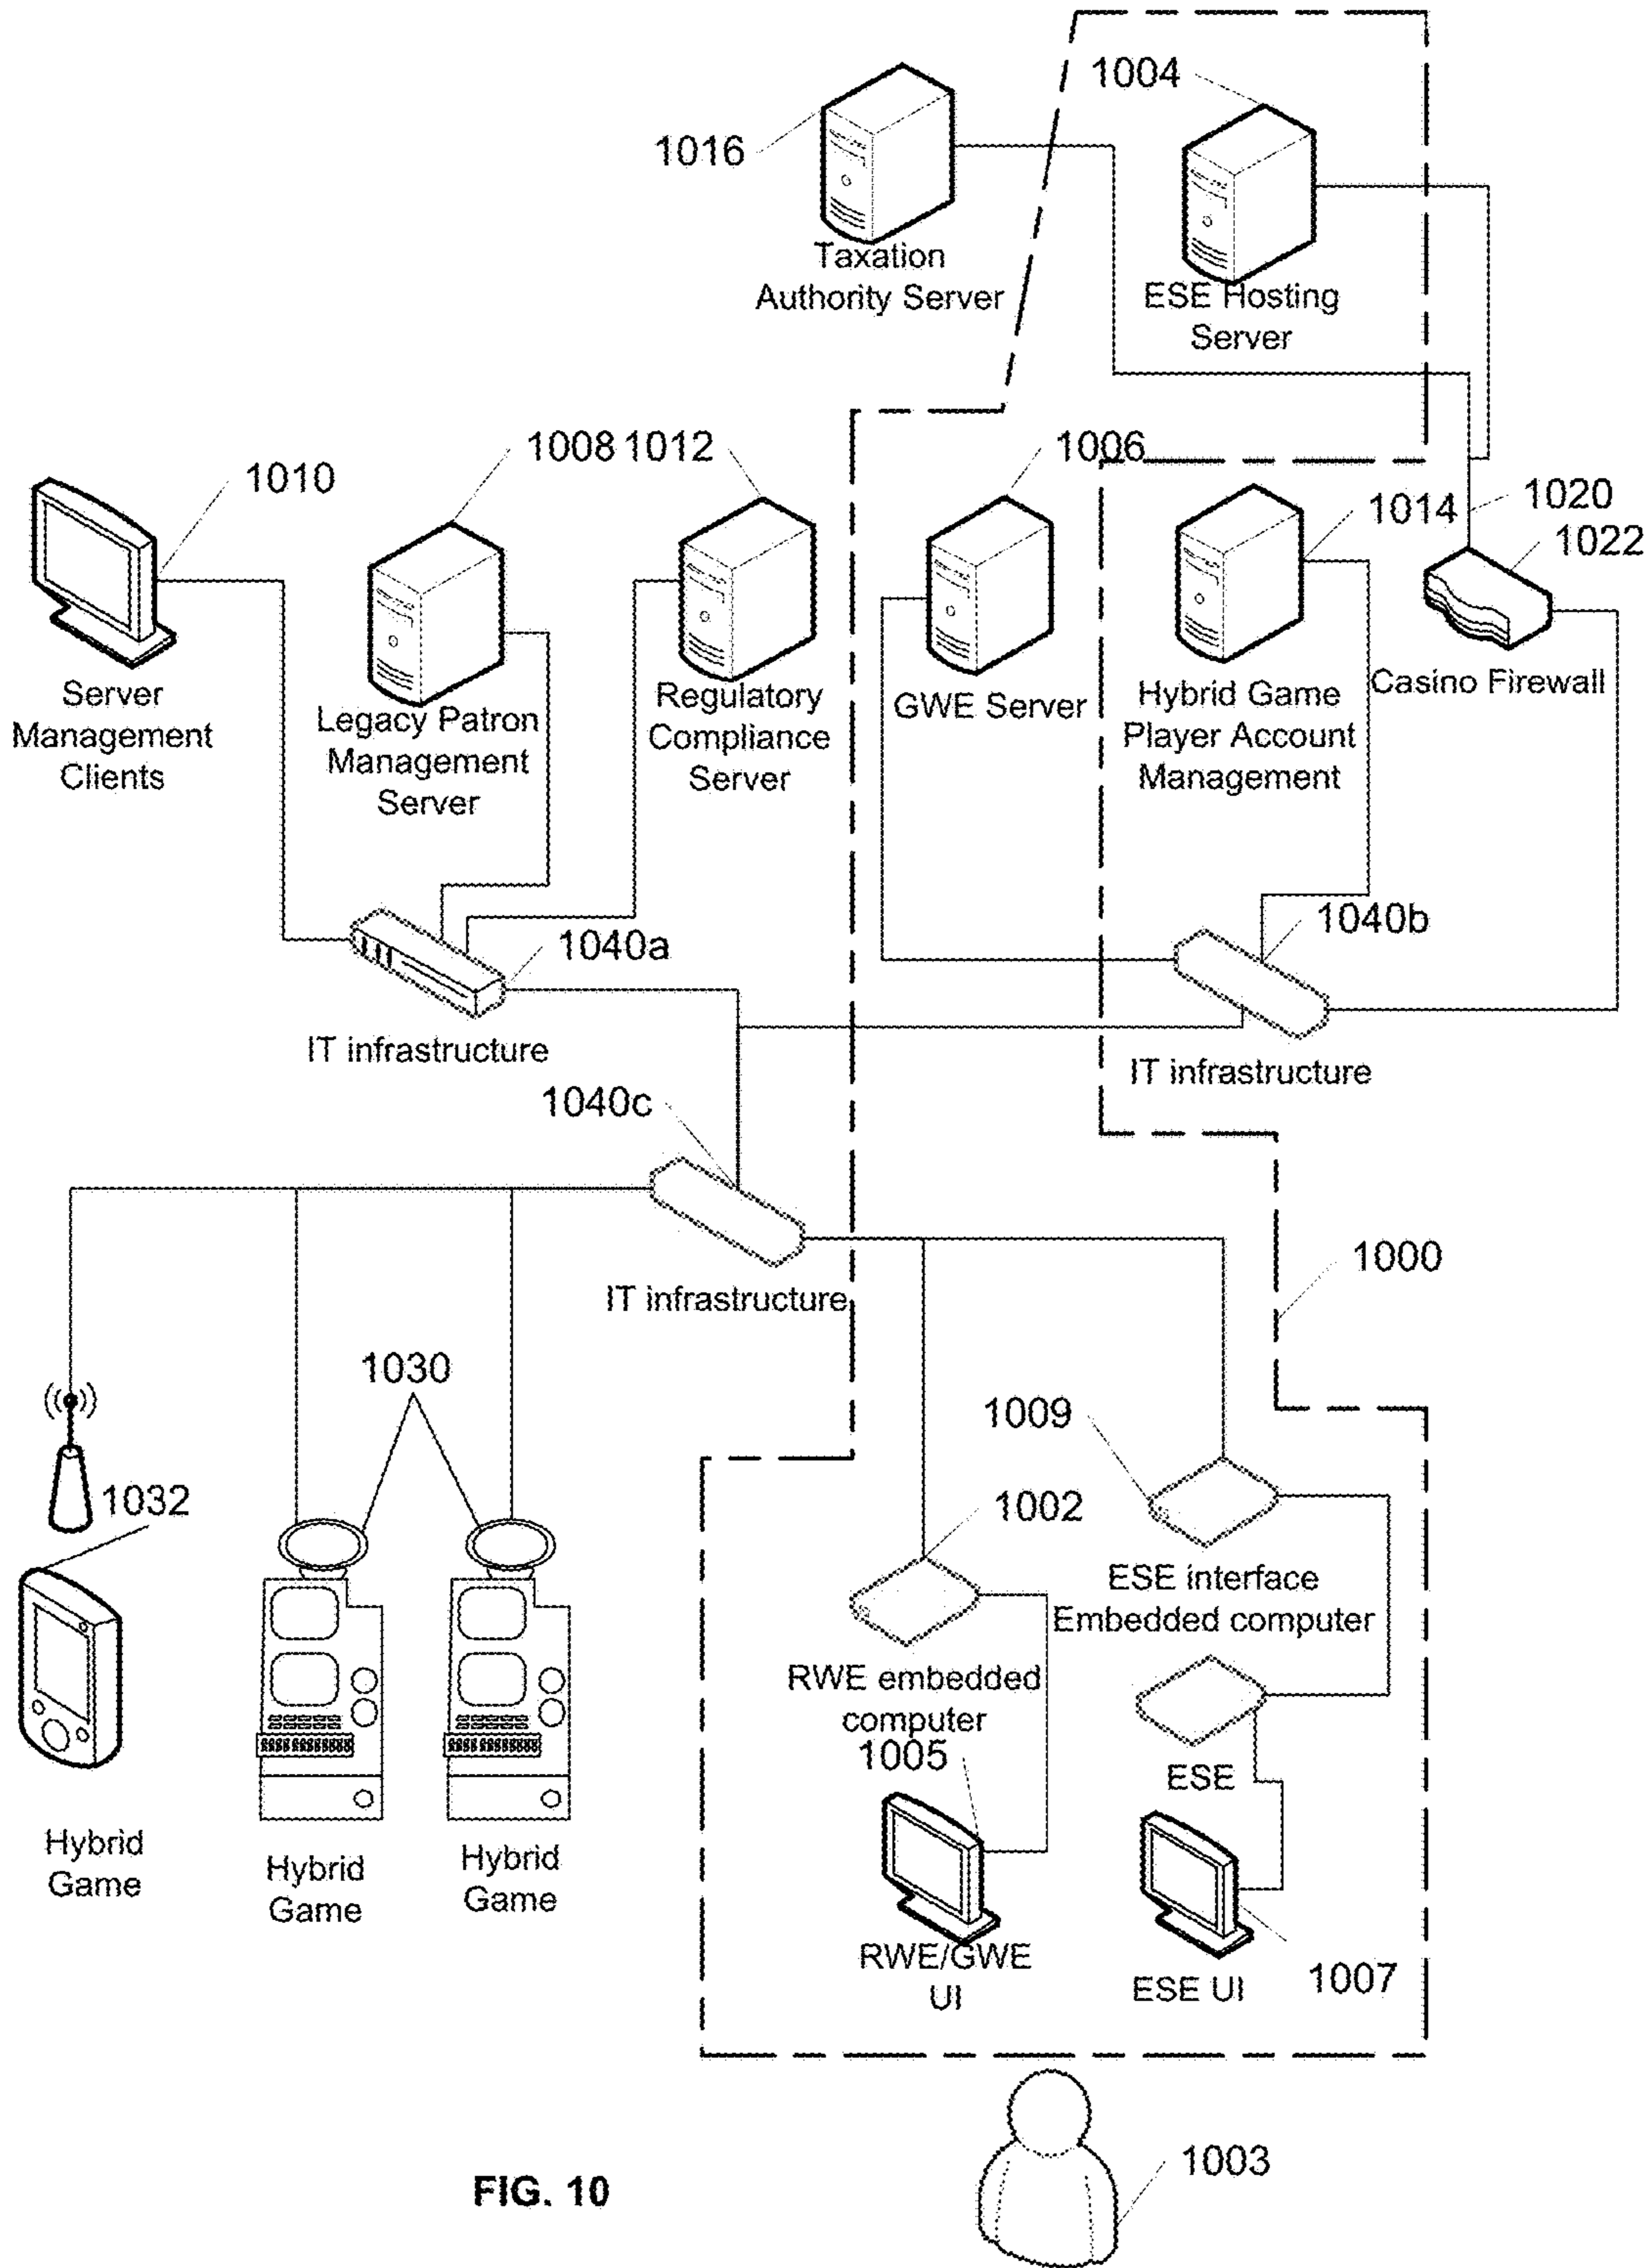 1004
1016
Taxation
Authority Server
ESE Hosting
Server
1008
1012
1006
1010
1014
1020
1022
Server
Management
Clients
Legacy Patron
Management
Server
Regulatory
Compliance
Server
GWE Server
Hybrid Game
Player Account
Management
Casino Firewall
1040a
1040b
IT infrastructure
IT infrastructure
1040c
IT infrastructure
1000
1030
1009
1032
1002
ESE interface
Embedded computer
RWE embedded
computer
1005
ESE
Hybrid
Game
Hybrid
Game
Hybrid
Game
RWE/GWE
UI
ESE UI
1007
1003
FIG. 10